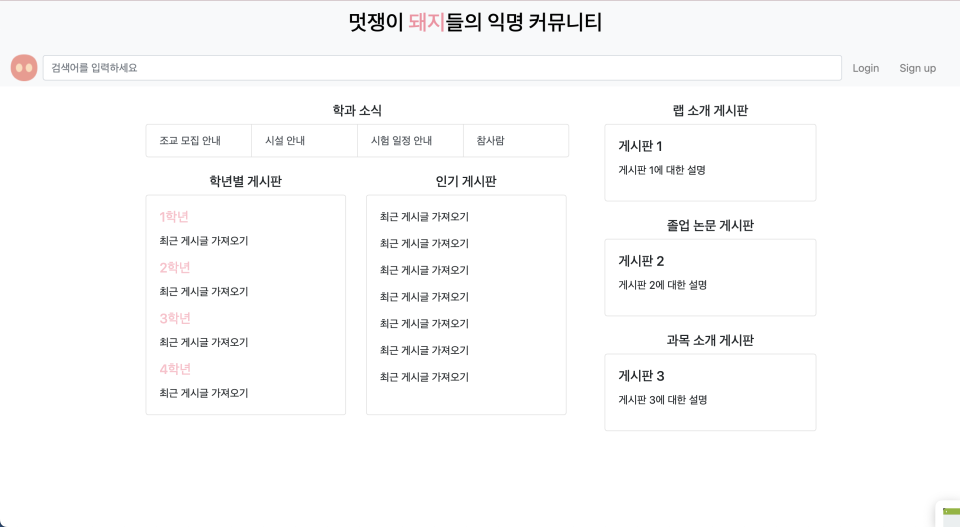 멋쟁이 돼지들의 익명 커뮤니티
검색어를 입력하세요
Login
Sign up
학과 소식
조교 모집 안내
시설 안내
시험 일정 안내
참사람
학년별 게시판
1학년
최근 게시글 가져오기
2학년
최근 게시글 가져오기
3학년
최근 게시글 가져오기
4학년
최근 게시글 가져오기
인기 게시판
최근 게시글 가져오기
최근 게시글 가져오기
최근 게시글 가져오기
최근 게시글 가져오기
최근 게시글 가져오기
최근 게시글 가져오기
최근 게시글 가져오기
랩 소개 게시판
게시판 1
게시판 1에 대한 설명
졸업 논문 게시판
게시판 2
게시판 2에 대한 설명
과목 소개 게시판
게시판 3
게시판 3에 대한 설명